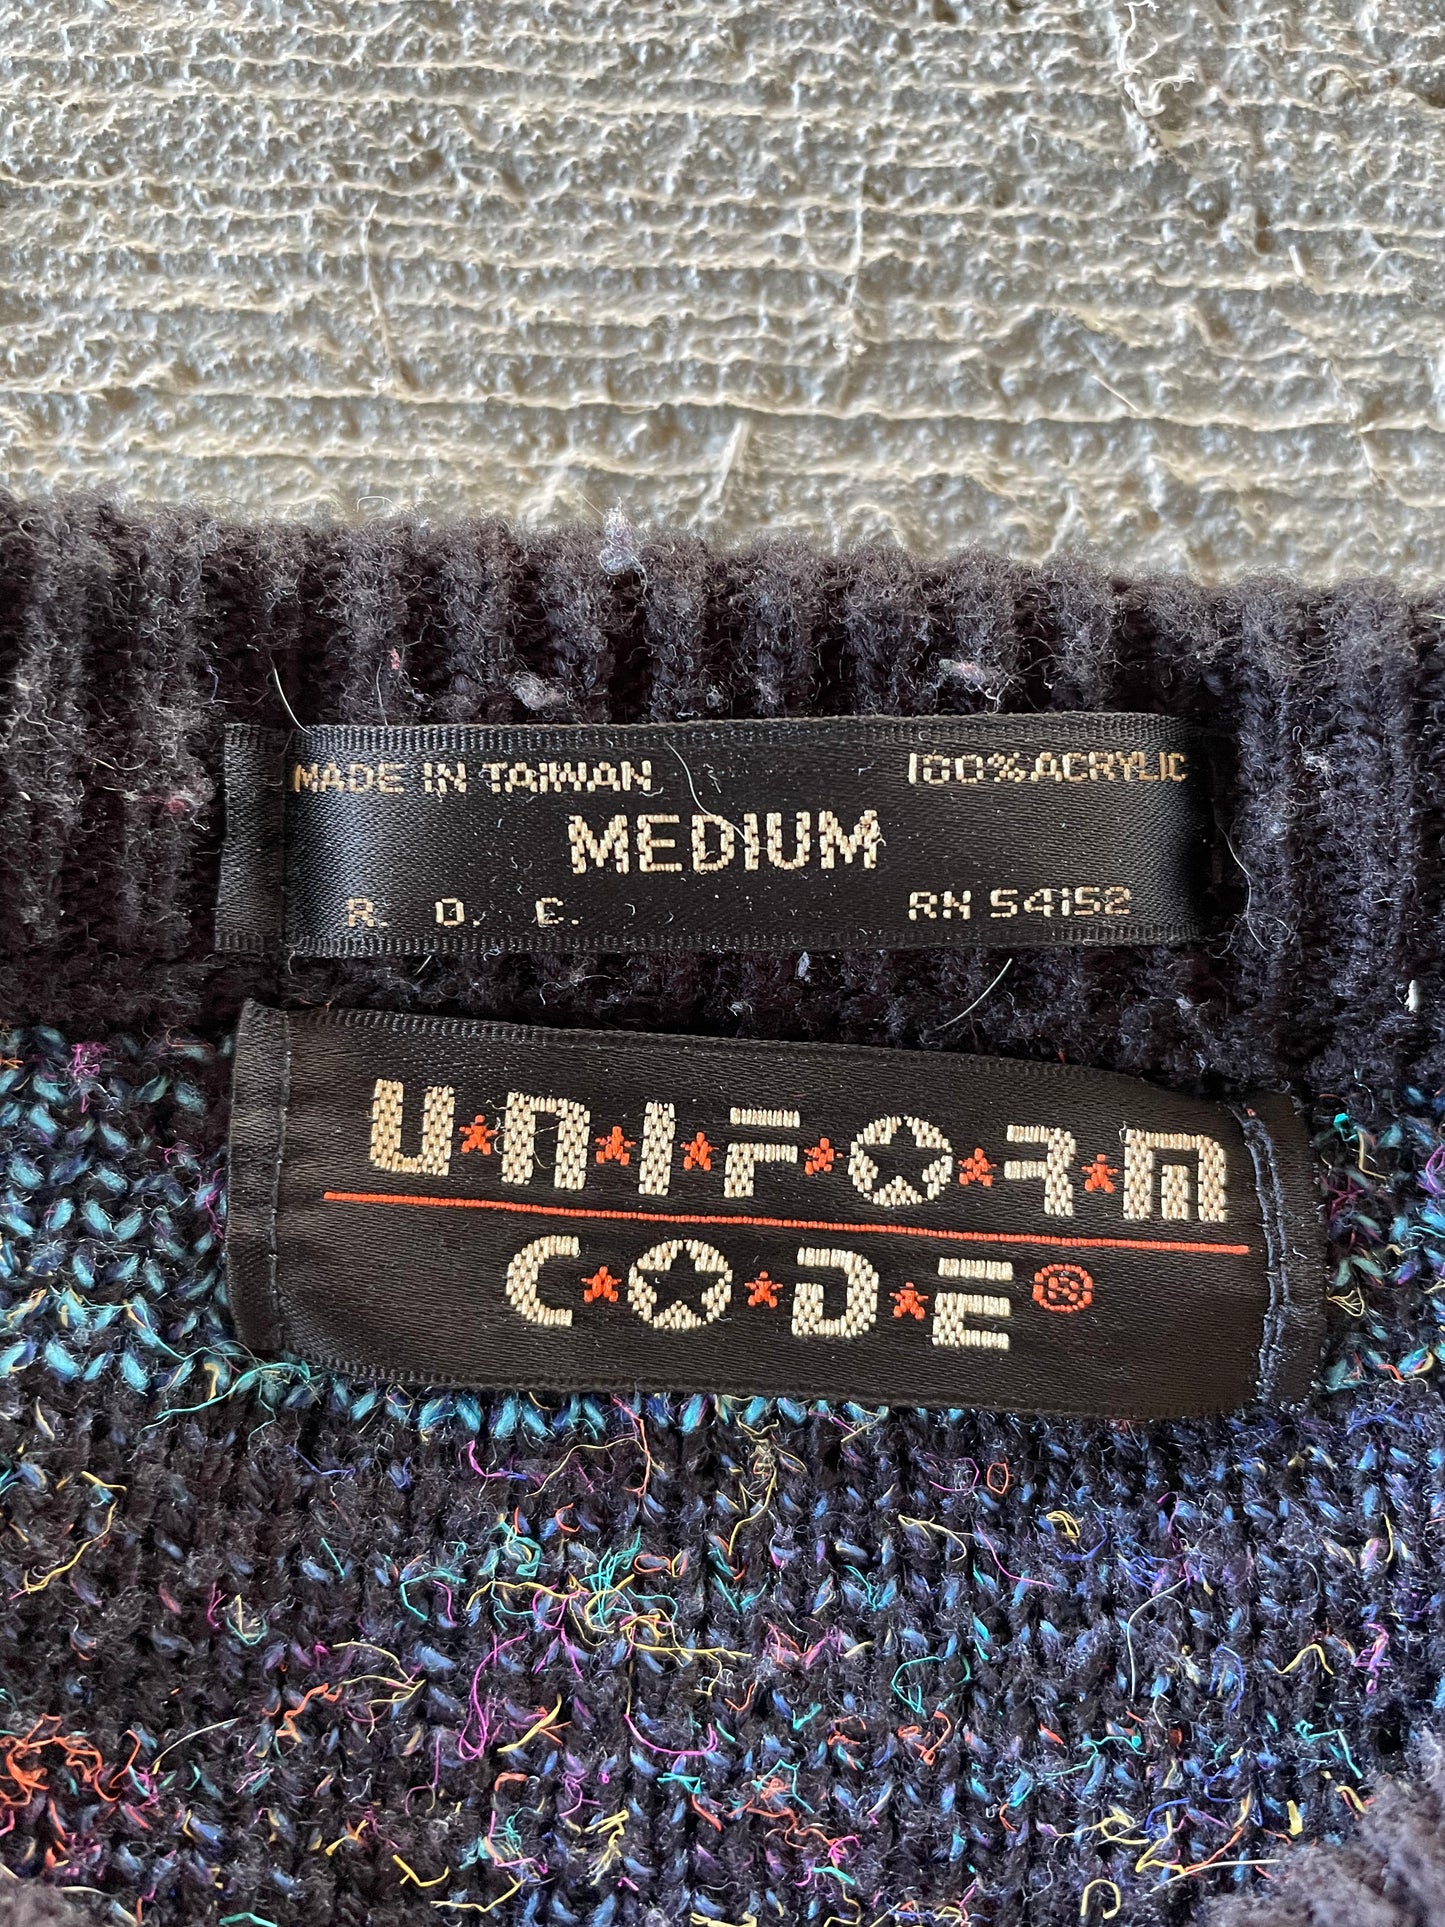 MADE IN TAIWAN 100% ACRYLIC
MEDIUM
R. O. C. RN 54152
UNIFORM
CODE®